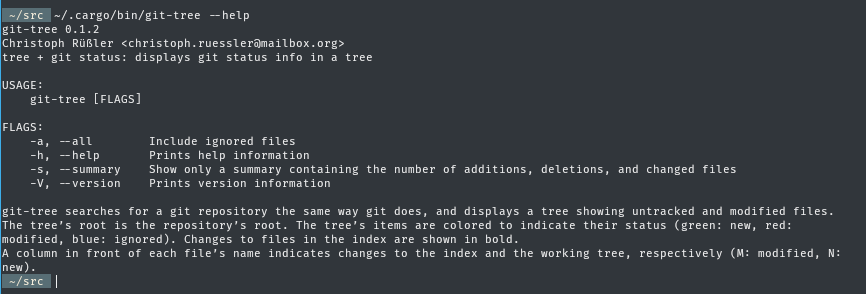 ~/src ~/.cargo/bin/git-tree --help
git-tree 0.1.2
Christoph Rüßler <christoph.ruessler@mailbox.org>
tree + git status: displays git status info in a tree
USAGE:
git-tree [FLAGS]
FLAGS:
-a, --all Include ignored files
-h, --help Prints help information
-s, --summary Show only a summary containing the number of additions, deletions, and changed files
-V, --version Prints version information
git-tree searches for a git repository the same way git does, and displays a tree showing untracked and modified files.
The tree’s root is the repository’s root. The tree’s items are colored to indicate their status (green: new, red:
modified, blue: ignored). Changes to files in the index are shown in bold.
A column in front of each file’s name indicates changes to the index and the working tree, respectively (M: modified, N:
new).
~/src